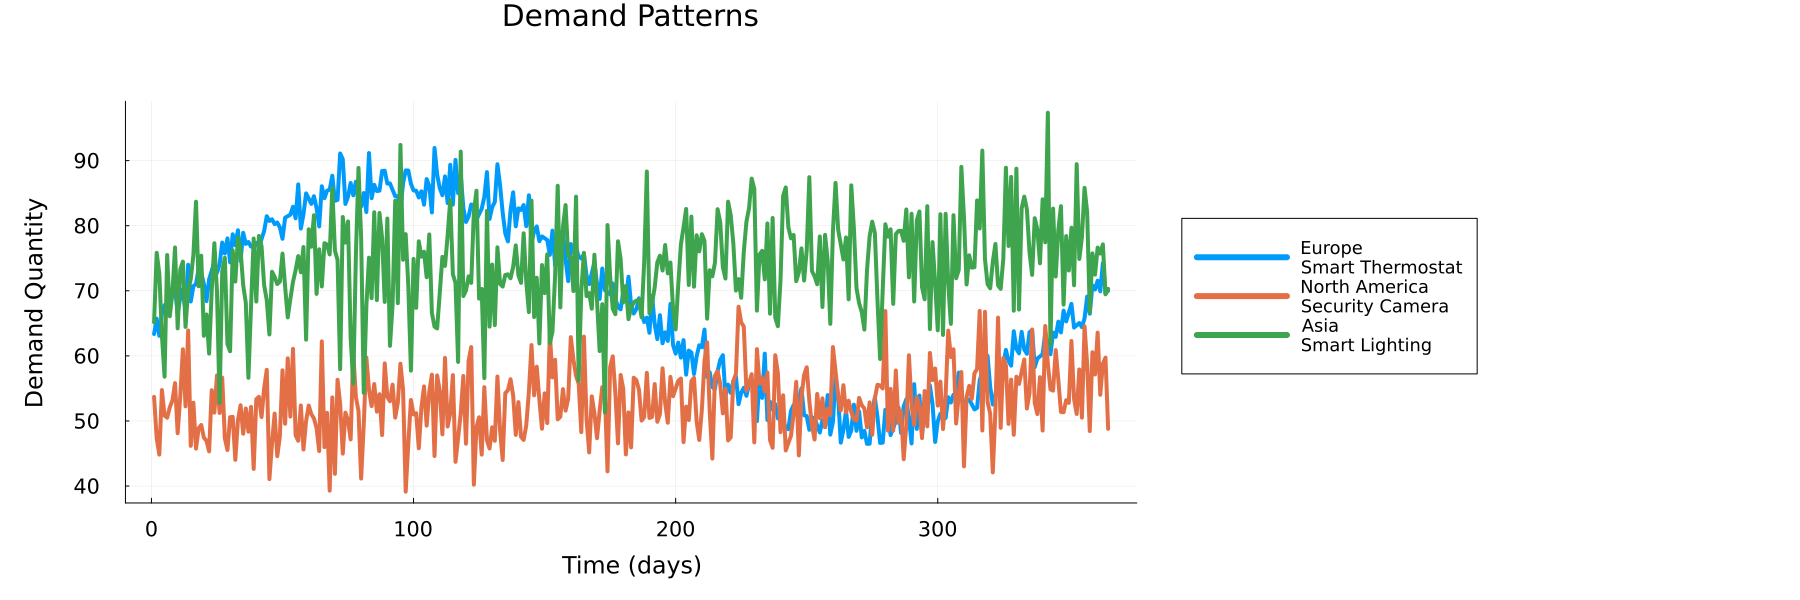 Demand Patterns
Demand Quantity
90
80
70
60
50
40
0
100
200
300
Time (days)
Europe
Smart Thermostat
North America
Security Camera
Asia
Smart Lighting